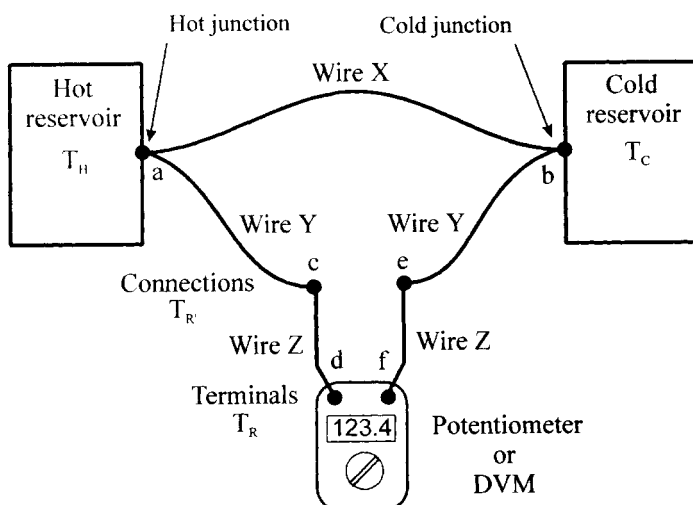 Hot junction
Cold junction
Wire X
Hot
reservoir
T_H
Cold
reservoir
T_C
a
b
Wire Y
Wire Y
c
e
Connections
T_R'
Wire Z
Wire Z
d
f
Terminals
T_R
123.4
Potentiometer
or
DVM